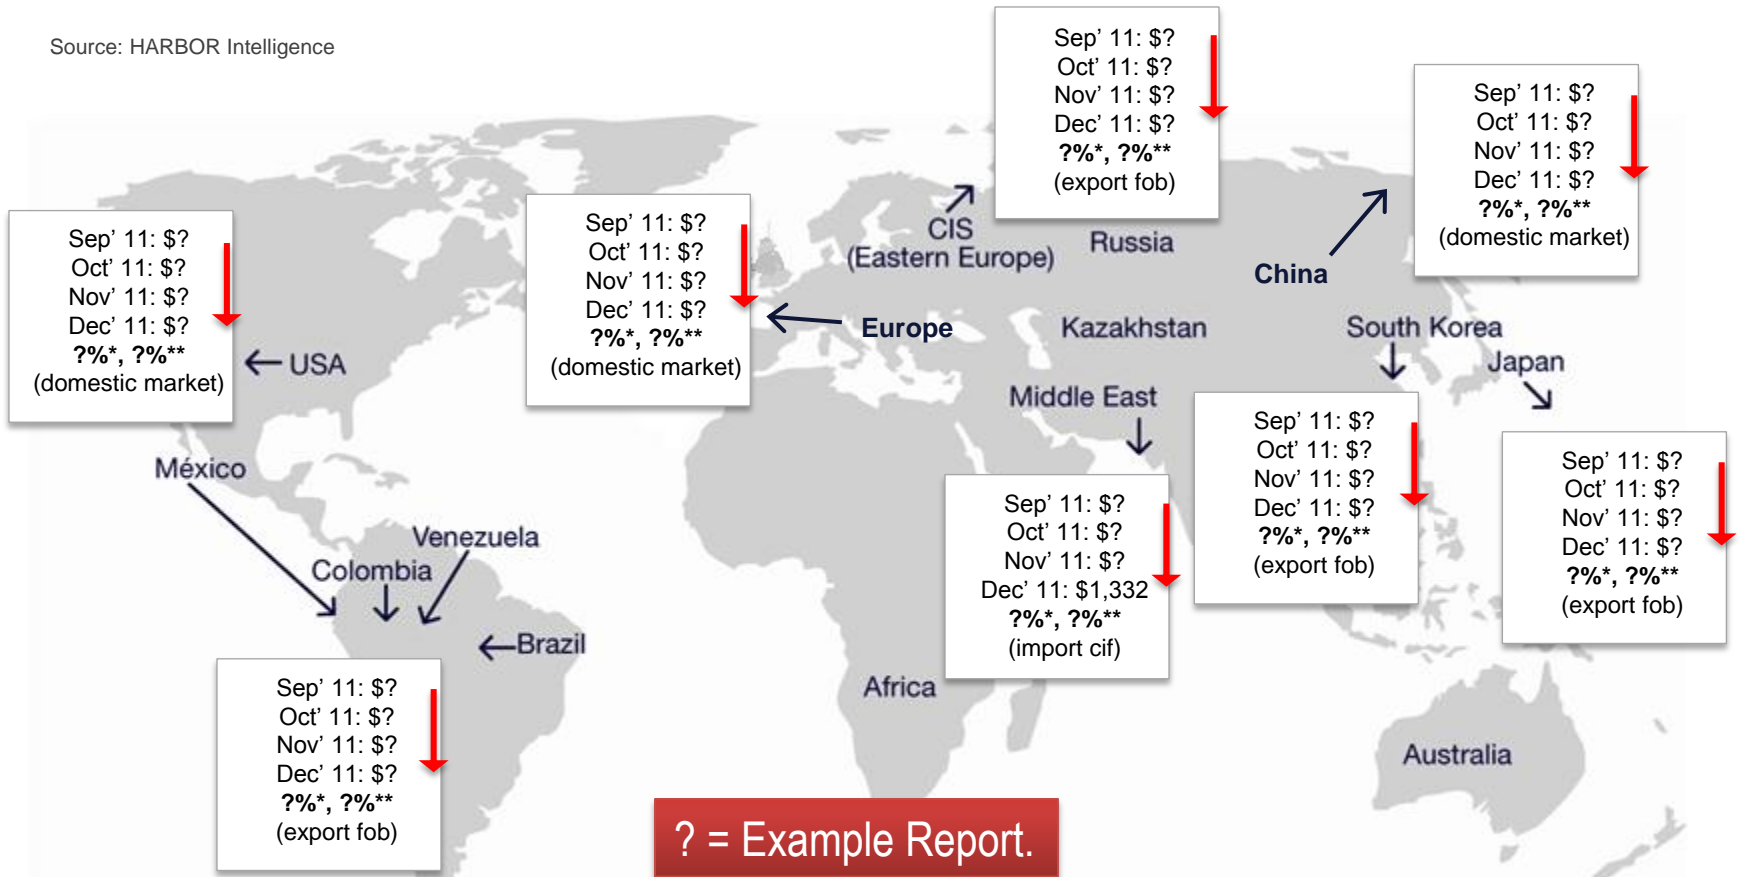 Source: HARBOR Intelligence
Sep’ 11: $?
Oct’ 11: $?
Nov’ 11: $?
Dec’ 11: $?
?%*, ?%**
(export fob)
Sep’ 11: $?
Oct’ 11: $?
Nov’ 11: $?
Dec’ 11: $?
?%*, ?%**
(domestic market)
Sep’ 11: $?
Oct’ 11: $?
Nov’ 11: $?
Dec’ 11: $?
?%*, ?%**
(domestic market)
Sep’ 11: $?
Oct’ 11: $?
Nov’ 11: $?
Dec’ 11: $?
?%*, ?%**
(domestic market)
CIS
(Eastern Europe)
Russia
China
USA
Europe
Kazakhstan
South Korea
Japan
Middle East
México
Venezuela
Colombia
Brazil
Sep’ 11: $?
Oct’ 11: $?
Nov’ 11: $?
Dec’ 11: $?
?%*, ?%**
(export fob)
Sep’ 11: $?
Oct’ 11: $?
Nov’ 11: $?
Dec’ 11: $?
?%*, ?%**
(export fob)
Sep’ 11: $?
Oct’ 11: $?
Nov’ 11: $?
Dec’ 11: $1,332
?%*, ?%**
(import cif)
Africa
Australia
Sep’ 11: $?
Oct’ 11: $?
Nov’ 11: $?
Dec’ 11: $?
?%*, ?%**
(export fob)
? = Example Report.